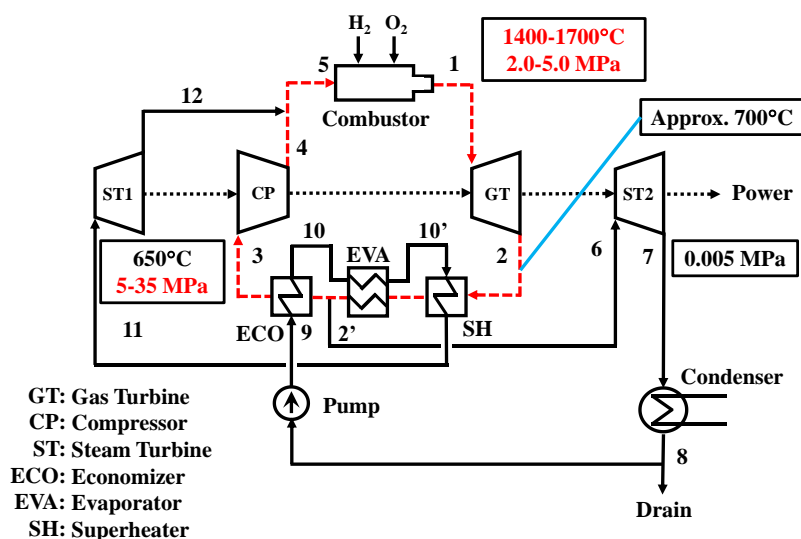 H₂ O₂
1400-1700°C
2.0-5.0 MPa
5
1
12
Combustor
Approx. 700°C
4
ST1
CP
GT
ST2
Power
3
10
EVA
10’
2
6
7
650°C
5-35 MPa
0.005 MPa
11
ECO
9
2’
SH
GT: Gas Turbine
CP: Compressor
ST: Steam Turbine
ECO: Economizer
EVA: Evaporator
SH: Superheater
Pump
Condenser
8
Drain